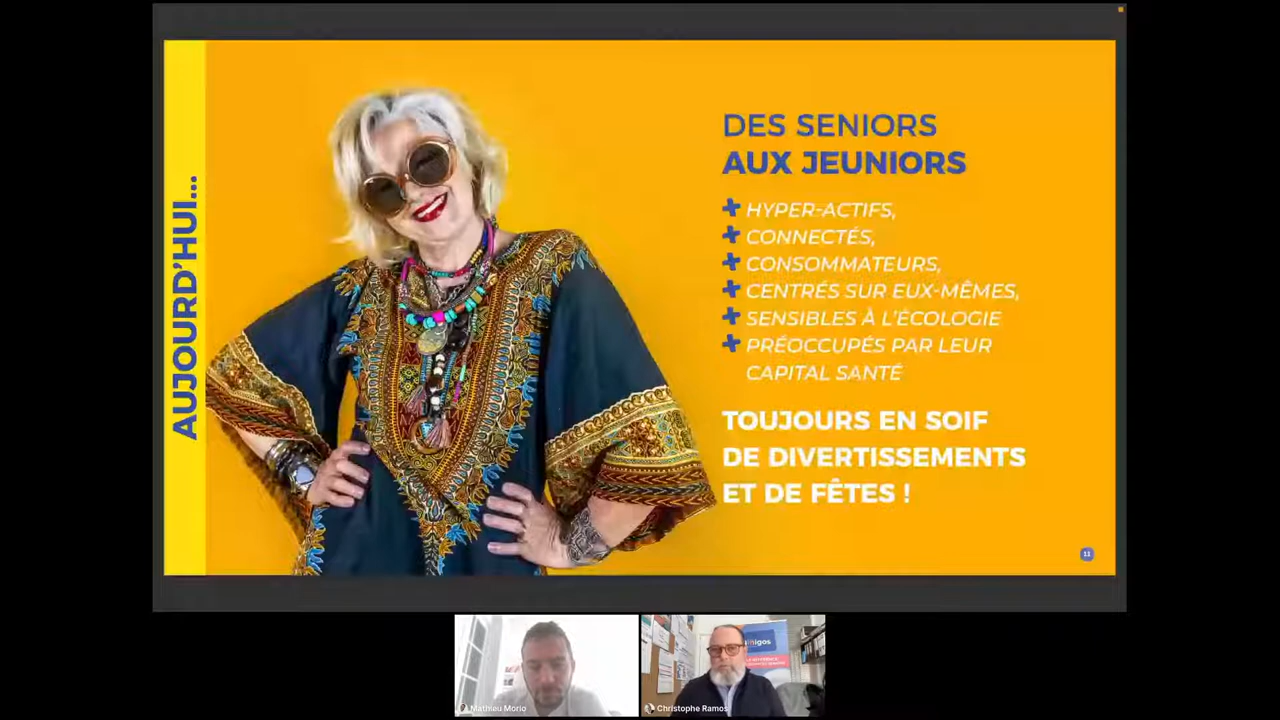 AUJOURD'HUI...
DES SENIORS
AUX JEUNIORS
HYPER-ACTIFS,
CONNECTÉS,
CONSOMMATEURS,
CENTRÉS SUR EUX-MÊMES,
SENSIBLES À L'ÉCOLOGIE
PRÉOCCUPÉS PAR LEUR
CAPITAL SANTÉ
TOUJOURS EN SOIF
DE DIVERTISSEMENTS
ET DE FÊTES !
11
Mathieu Morio
Christophe Ramos